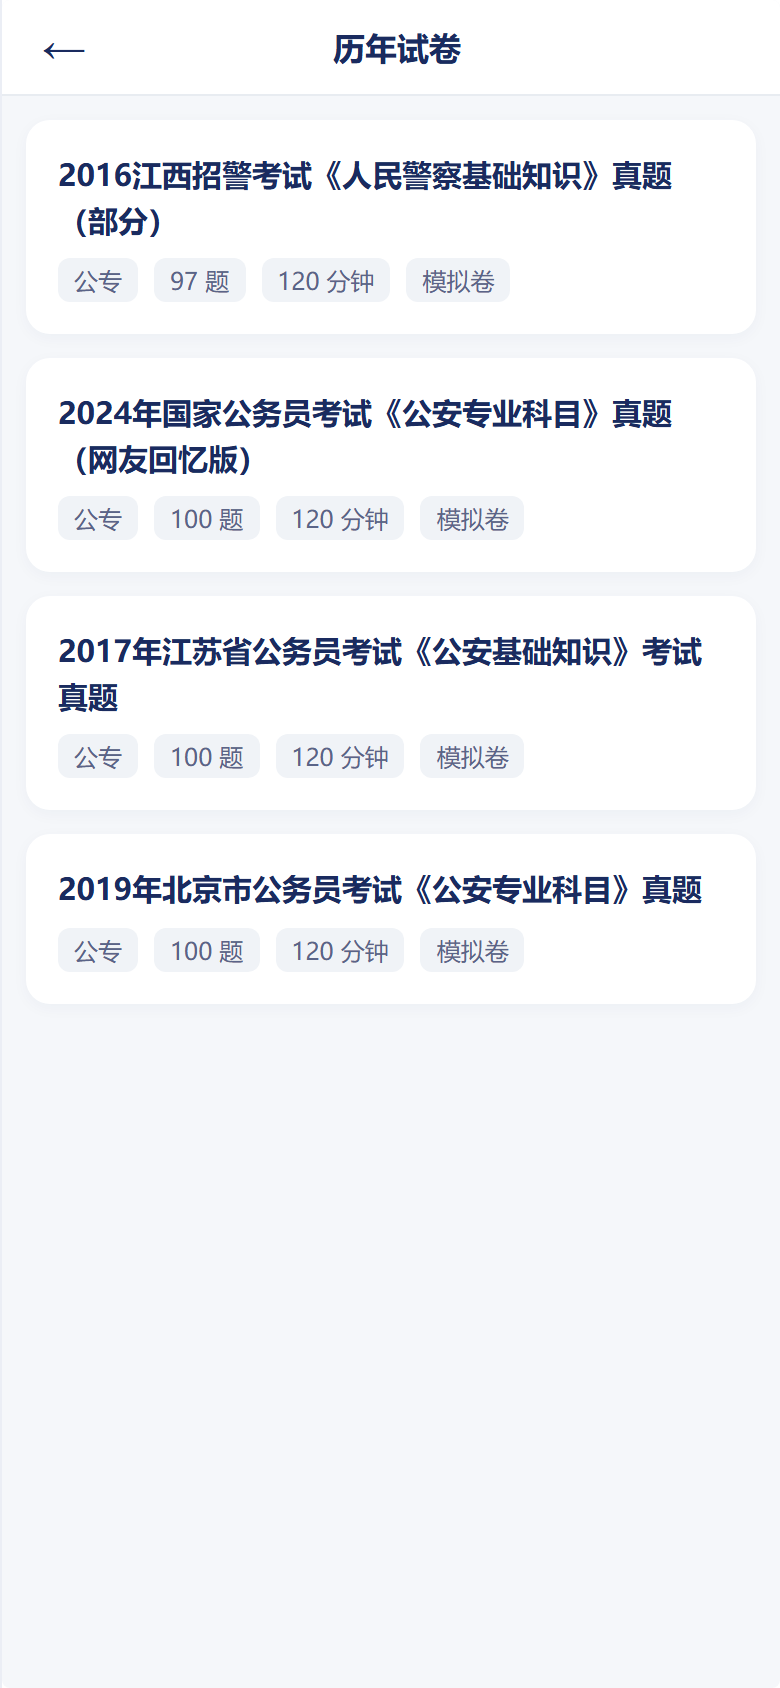 ←
历年试卷
2016江西招警考试《人民警察基础知识》真题
（部分）
公专 97 题 120 分钟 模拟卷
2024年国家公务员考试《公安专业科目》真题
（网友回忆版）
公专 100 题 120 分钟 模拟卷
2017年江苏省公务员考试《公安基础知识》考试
真题
公专 100 题 120 分钟 模拟卷
2019年北京市公务员考试《公安专业科目》真题
公专 100 题 120 分钟 模拟卷